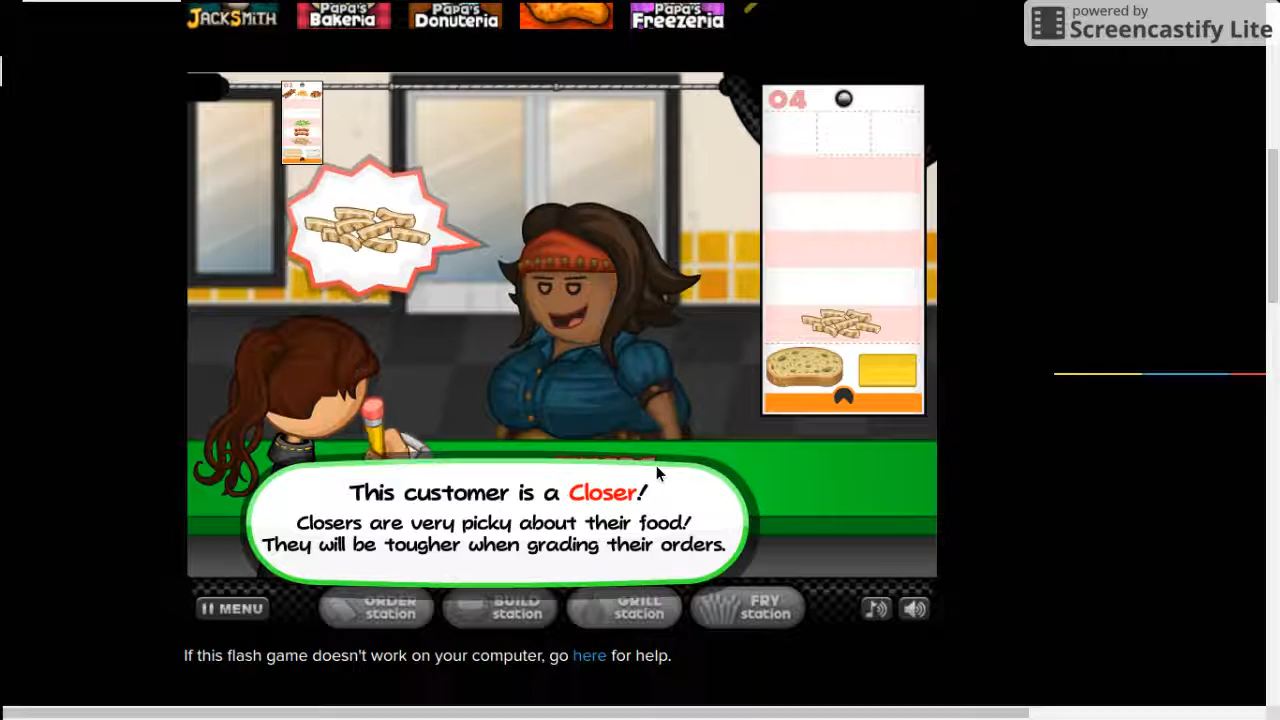 JACKSMITH
PAPA'S
BAKERIA
PAPA'S
DONUTERIA
PAPA'S
FREEZERIA
powered by
Screencastify Lite
04
This customer is a Closer!
Closers are very picky about their food!
They will be tougher when grading their orders.
MENU
ORDER
station
BUILD
station
GRILL
station
FRY
station
If this flash game doesn't work on your computer, go here for help.